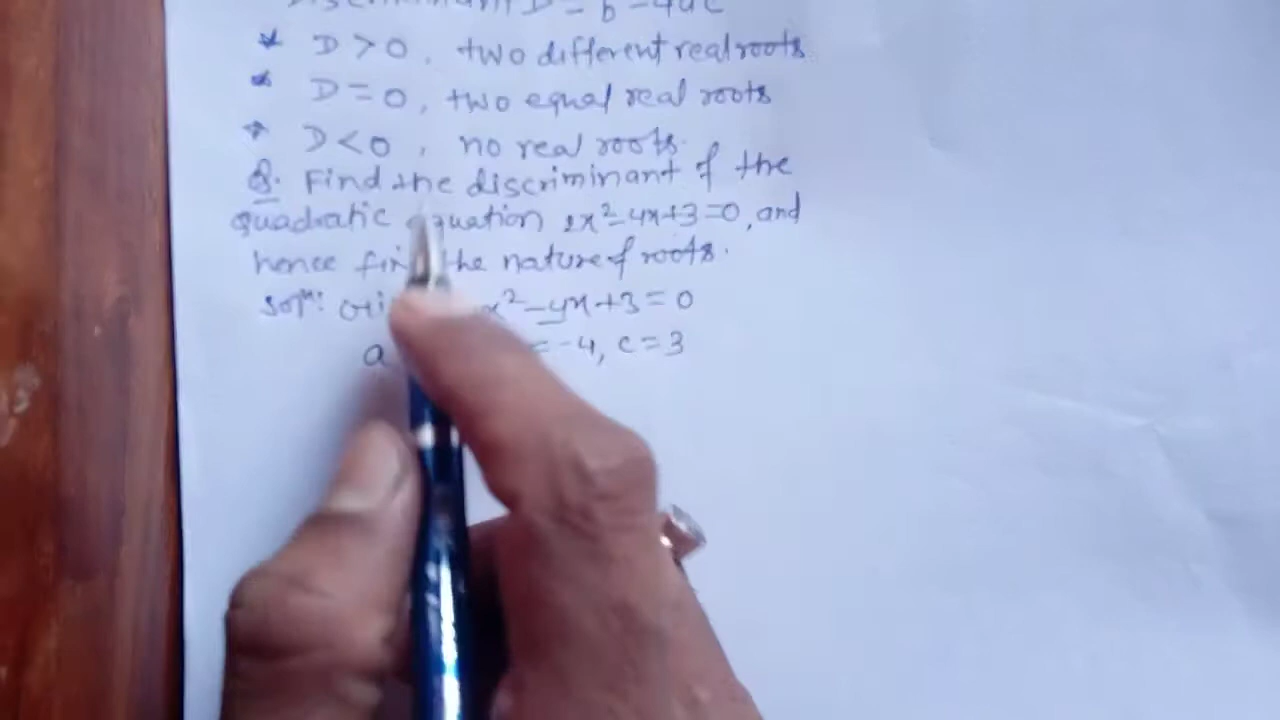 D = b - 4ac
* D > 0, two different real roots
* D = 0, two equal real roots
* D < 0, no real roots.
Q. Find the discriminant of the
quadratic equation 2x² - 4x + 3 = 0, and
hence the nature of roots.
Solⁿ: x² - 4x + 3 = 0
a = -4, c = 3